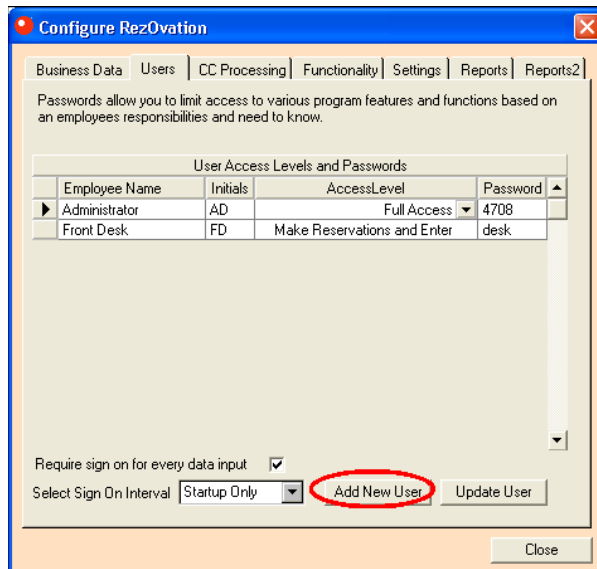 Configure RezOvation
Business Data Users CC Processing Functionality Settings Reports Reports2
Passwords allow you to limit access to various program features and functions based on
an employees responsibilities and need to know.
User Access Levels and Passwords
Employee Name Initials AccessLevel Password
Administrator AD Full Access 4708
Front Desk FD Make Reservations and Enter desk
Require sign on for every data input
Select Sign On Interval Startup Only Add New User Update User
Close